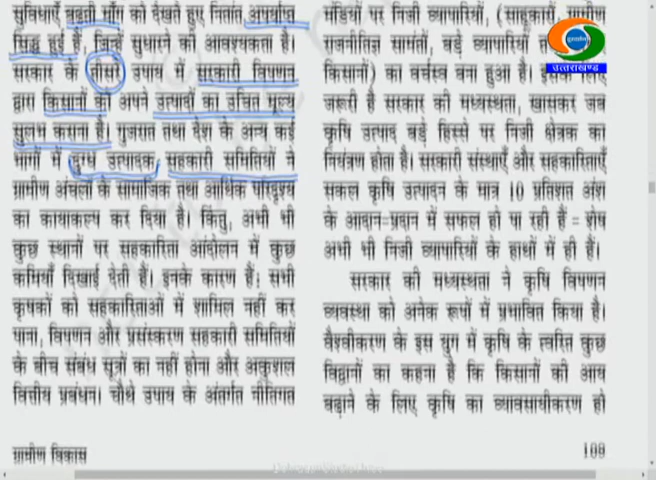 सुविधाएँ बढ़ती माँग को देखते हुए नितांत अपर्याप्त
सिद्ध हुई हैं, जिन्हें सुधारने की आवश्यकता है।
सरकार के तीसरे उपाय में सरकारी विपणन
द्वारा किसानों को अपने उत्पादों का उचित मूल्य
सुलभ कराना है। गुजरात तथा देश के अन्य कई
भागों में दुग्ध उत्पादक सहकारी समितियों ने
ग्रामीण अंचलों के सामाजिक तथा आर्थिक परिदृश्य
का कायाकल्प कर दिया है। किंतु, अभी भी
कुछ स्थानों पर सहकारिता आंदोलन में कुछ
कमियाँ दिखाई देती हैं। इनके कारण हैं: सभी
कृषकों को सहकारिताओं में शामिल नहीं कर
पाना, विपणन और प्रसंस्करण सहकारी समितियों
के बीच संबंध सूत्रों का नहीं होना और अकुशल
वित्तीय प्रबंधन। चौथे उपाय के अंतर्गत नीतिगत
ग्रामीण विकास
मंडियों पर निजी व्यापारियों, (साहूकारों, ग्रामीण
राजनीतिज्ञ सामंतों, बड़े व्यापारियों त
किसानों) का वर्चस्व बना हुआ है। इसके लिए
जरूरी है सरकार की मध्यस्थता, खासकर जब
कृषि उत्पाद बड़े हिस्से पर निजी क्षेत्रक का
नियंत्रण होता है। सरकारी संस्थाएँ और सहकारिताएँ
सकल कृषि उत्पादन के मात्र 10 प्रतिशत अंश
के आदान-प्रदान में सफल हो पा रही हैं - शेष
अभी भी निजी व्यापारियों के हाथों में ही हैं।
सरकार की मध्यस्थता ने कृषि विपणन
व्यवस्था को अनेक रूपों में प्रभावित किया है।
वैश्वीकरण के इस युग में कृषि के त्वरित कुछ
विद्वानों का कहना है कि किसानों की आय
बढ़ाने के लिए कृषि का व्यावसायीकरण हो
109
उत्तराखण्ड